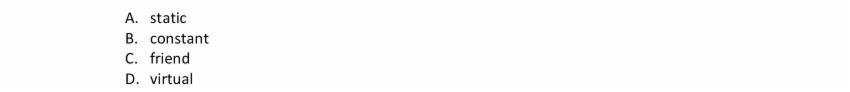 A. static
B. constant
C. friend
D. virtual